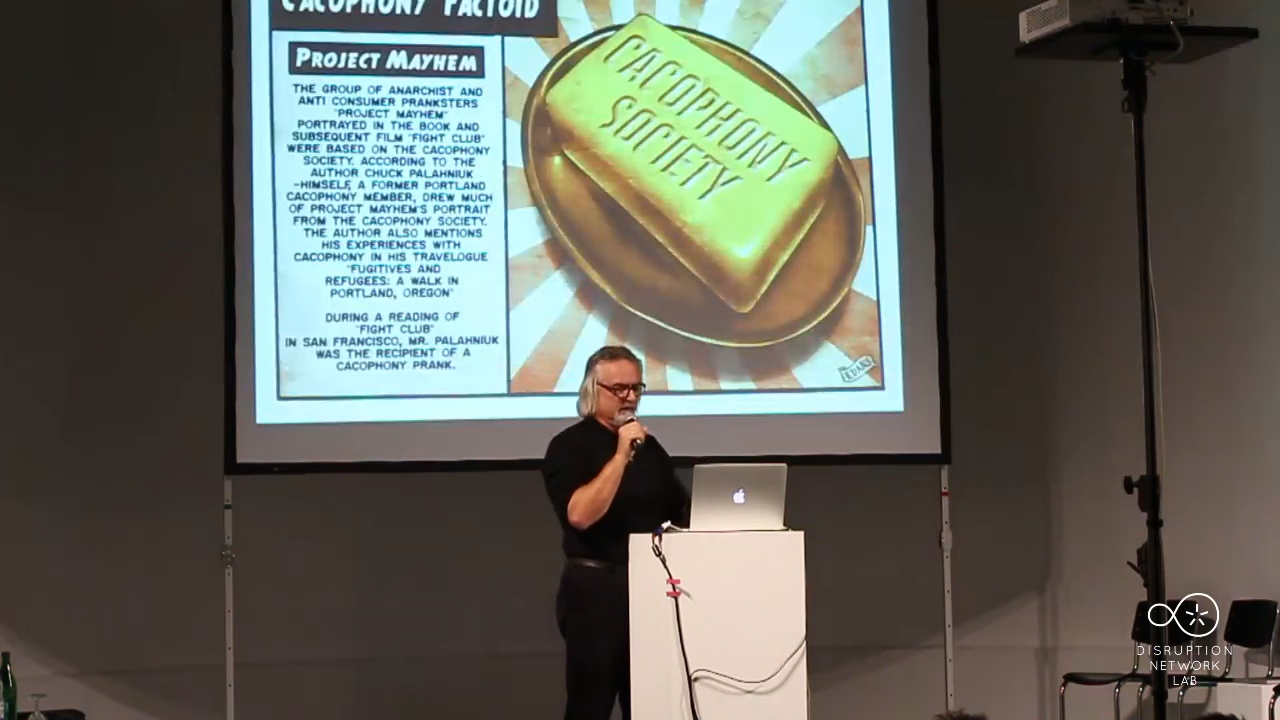 CACOPHONY FACTOID
PROJECT MAYHEM
THE GROUP OF ANARCHIST AND
ANTI CONSUMER PRANKSTERS
"PROJECT MAYHEM"
PORTRAYED IN THE BOOK AND
SUBSEQUENT FILM "FIGHT CLUB"
WERE BASED ON THE CACOPHONY
SOCIETY. ACCORDING TO THE
AUTHOR CHUCK PALAHNIUK
-HIMSELF, A FORMER PORTLAND
CACOPHONY MEMBER, DREW MUCH
OF PROJECT MAYHEM'S PORTRAIT
FROM THE CACOPHONY SOCIETY.
THE AUTHOR ALSO MENTIONS
HIS EXPERIENCES WITH
CACOPHONY IN HIS TRAVELOGUE
"FUGITIVES AND
REFUGEES: A WALK IN
PORTLAND, OREGON"
DURING A READING OF
"FIGHT CLUB"
IN SAN FRANCISCO, MR. PALAHNIUK
WAS THE RECIPIENT OF A
CACOPHONY PRANK.
CACOPHONY
SOCIETY
DISRUPTION
NETWORK
LAB